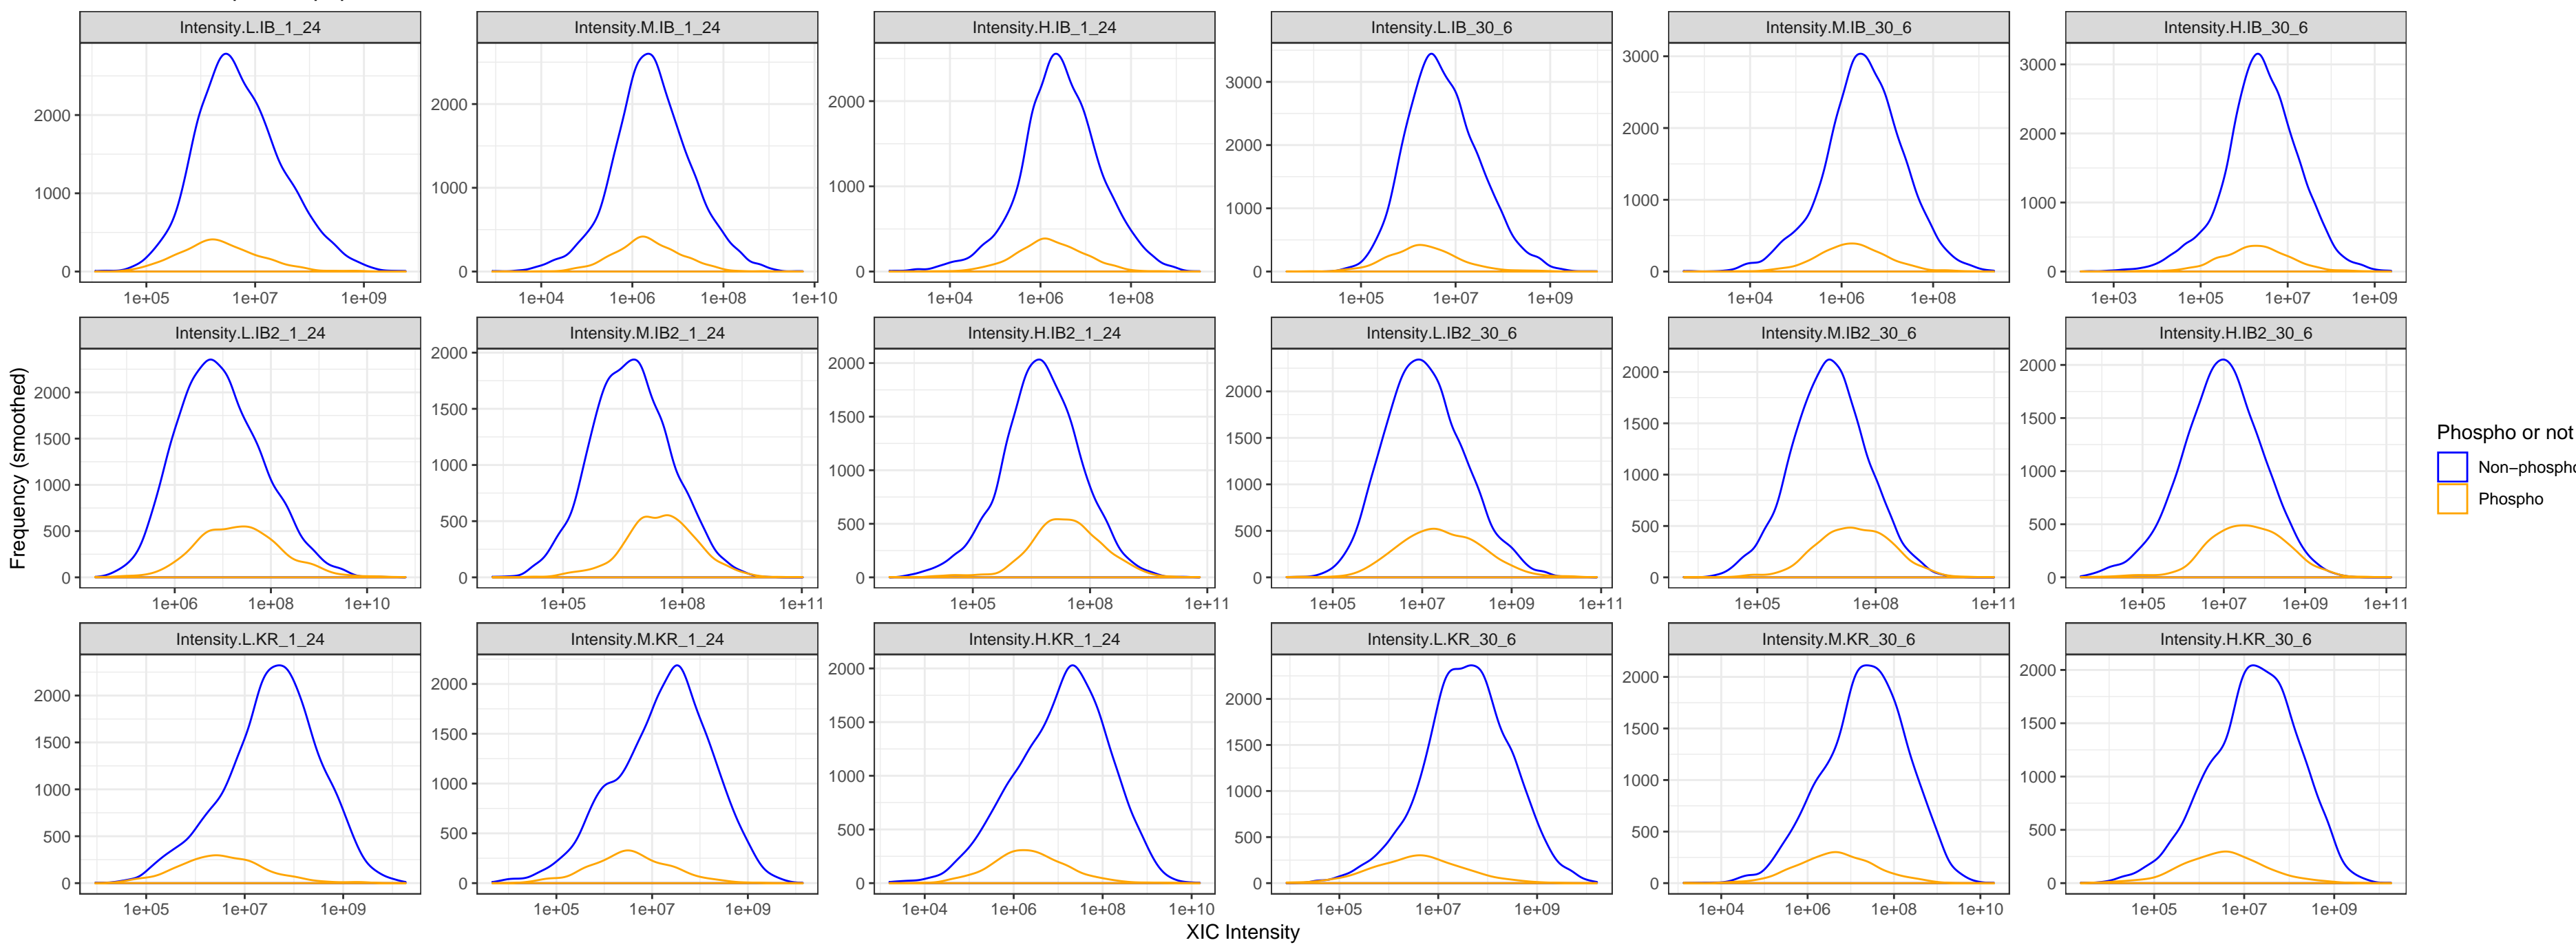 Intensity.L.IB_1_24
Intensity.M.IB_1_24
Intensity.H.IB_1_24
Intensity.L.IB_30_6
Intensity.M.IB_30_6
Intensity.H.IB_30_6
2000
1000
0
2000
1000
0
2000
1000
0
3000
2000
1000
0
3000
2000
1000
0
3000
2000
1000
0
1e+05 1e+07 1e+09
1e+04 1e+06 1e+08 1e+10
1e+04 1e+06 1e+08
1e+05 1e+07 1e+09
1e+04 1e+06 1e+08
1e+03 1e+05 1e+07 1e+09
Intensity.L.IB2_1_24
Intensity.M.IB2_1_24
Intensity.H.IB2_1_24
Intensity.L.IB2_30_6
Intensity.M.IB2_30_6
Intensity.H.IB2_30_6
Frequency (smoothed)
2000
1500
1000
500
0
2000
1500
1000
500
0
2000
1500
1000
500
0
2000
1500
1000
500
0
2000
1500
1000
500
0
2000
1500
1000
500
0
1e+06 1e+08 1e+10
1e+05 1e+08 1e+11
1e+05 1e+08 1e+11
1e+05 1e+07 1e+09 1e+11
1e+05 1e+08 1e+11
1e+05 1e+07 1e+09 1e+11
Phospho or not
Non−phospho
Phospho
Intensity.L.KR_1_24
Intensity.M.KR_1_24
Intensity.H.KR_1_24
Intensity.L.KR_30_6
Intensity.M.KR_30_6
Intensity.H.KR_30_6
2000
1500
1000
500
0
2000
1500
1000
500
0
2000
1500
1000
500
0
2000
1500
1000
500
0
2000
1500
1000
500
0
2000
1500
1000
500
0
1e+05 1e+07 1e+09
1e+05 1e+07 1e+09
1e+04 1e+06 1e+08 1e+10
1e+05 1e+07 1e+09
1e+04 1e+06 1e+08 1e+10
1e+05 1e+07 1e+09
XIC Intensity